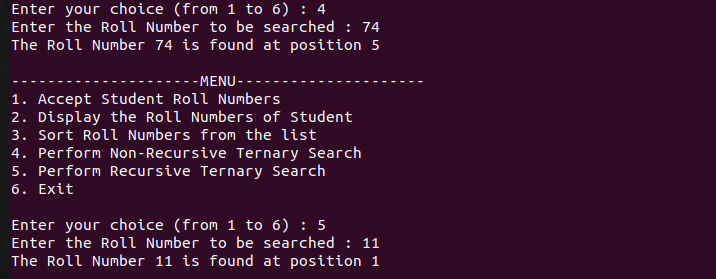 Enter your choice (from 1 to 6) : 4
Enter the Roll Number to be searched : 74
The Roll Number 74 is found at position 5
---------------------MENU---------------------
1. Accept Student Roll Numbers
2. Display the Roll Numbers of Student
3. Sort Roll Numbers from the list
4. Perform Non-Recursive Ternary Search
5. Perform Recursive Ternary Search
6. Exit
Enter your choice (from 1 to 6) : 5
Enter the Roll Number to be searched : 11
The Roll Number 11 is found at position 1